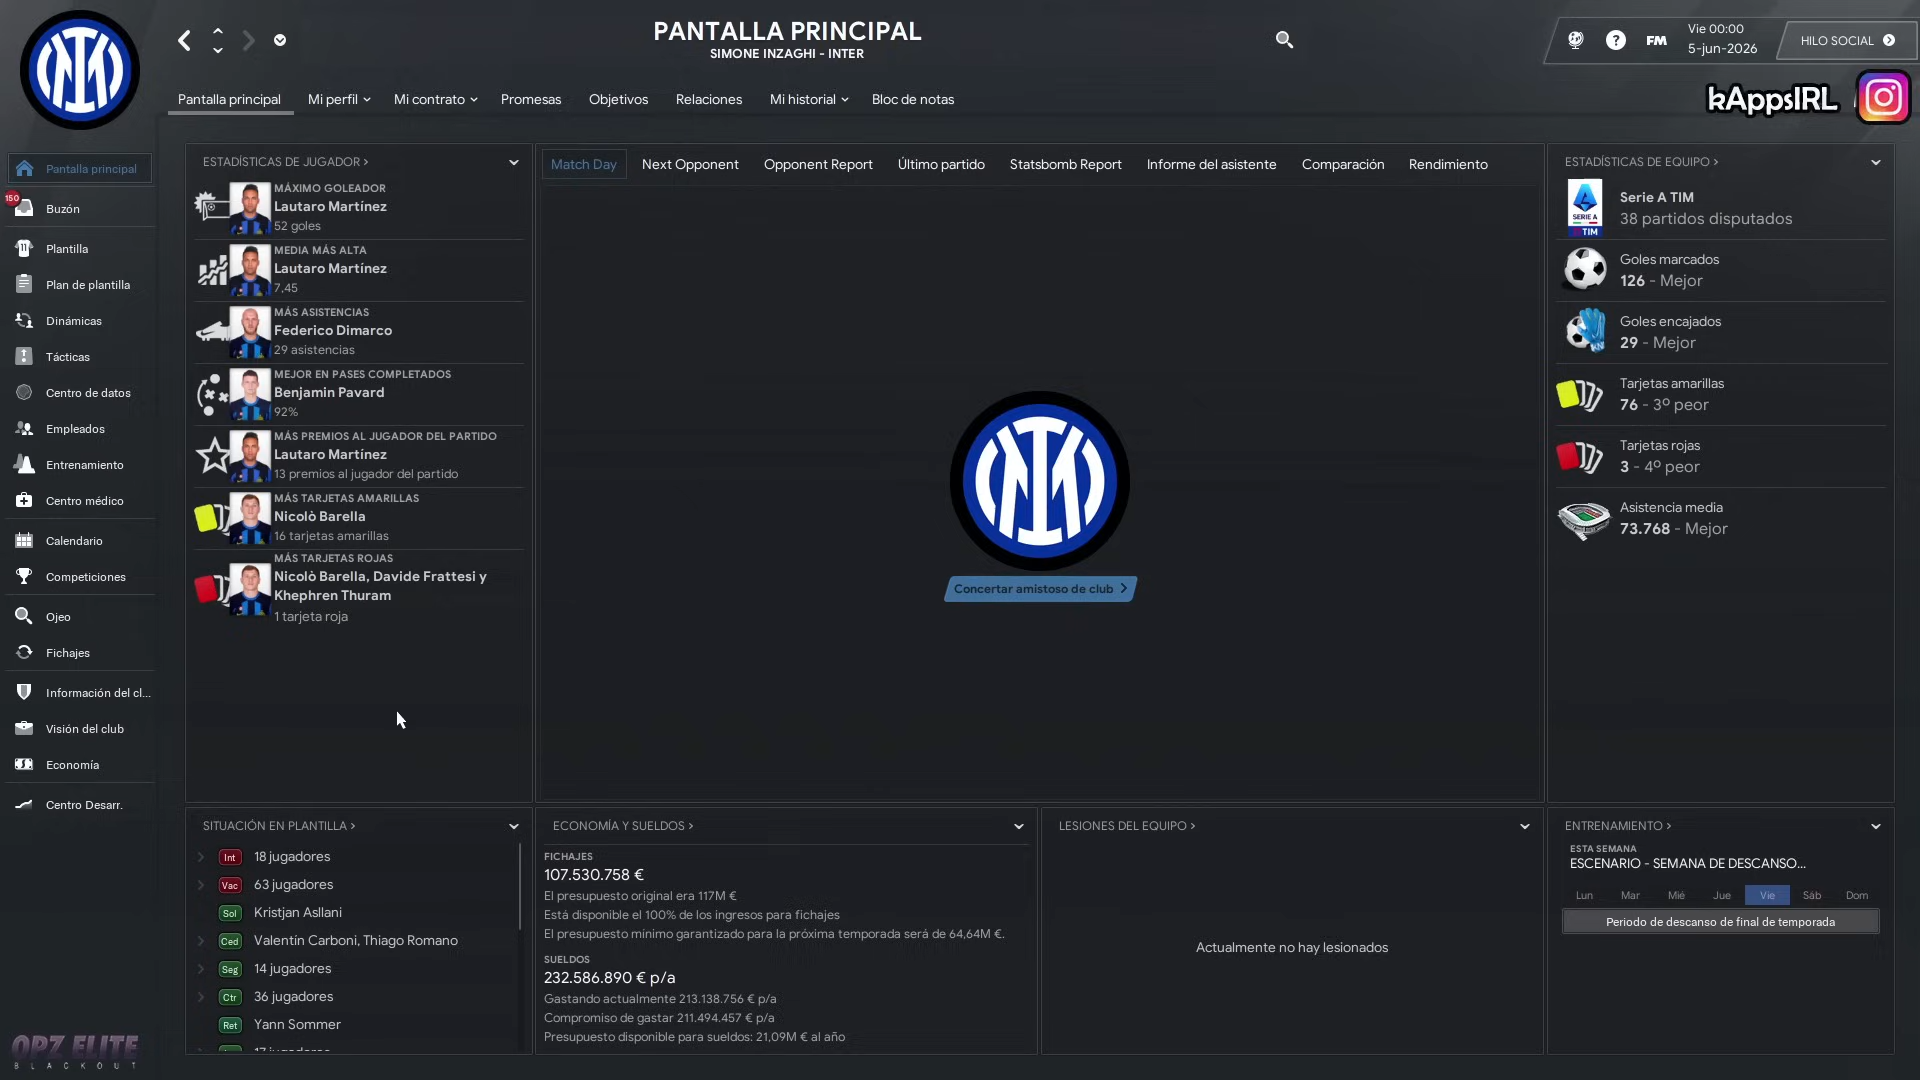 PANTALLA PRINCIPAL
SIMONE INZAGHI - INTER
Vie 00:00
5-jun-2026
FM
HILO SOCIAL
kAppsIRL
Pantalla principal
Mi perfil
Mi contrato
Promesas
Objetivos
Relaciones
Mi historial
Bloc de notas
Pantalla principal
150
Buzón
Plantilla
Plan de plantilla
Dinámicas
Tácticas
Centro de datos
Empleados
Entrenamiento
Centro médico
Calendario
Competiciones
Ojeo
Fichajes
Información del cl...
Visión del club
Economía
Centro Desarr.
OPZ ELITE
BLACKOUT
ESTADÍSTICAS DE JUGADOR >
MÁXIMO GOLEADOR
Lautaro Martínez
52 goles
MEDIA MÁS ALTA
Lautaro Martínez
7,45
MÁS ASISTENCIAS
Federico Dimarco
29 asistencias
MEJOR EN PASES COMPLETADOS
Benjamin Pavard
92%
MÁS PREMIOS AL JUGADOR DEL PARTIDO
Lautaro Martínez
13 premios al jugador del partido
MÁS TARJETAS AMARILLAS
Nicolò Barella
16 tarjetas amarillas
MÁS TARJETAS ROJAS
Nicolò Barella, Davide Frattesi y
Khephren Thuram
1 tarjeta roja
Match Day
Next Opponent
Opponent Report
Último partido
Statsbomb Report
Informe del asistente
Comparación
Rendimiento
Concertar amistoso de club >
ESTADÍSTICAS DE EQUIPO >
SERIE A
TIM
Serie A TIM
38 partidos disputados
Goles marcados
126 - Mejor
Goles encajados
29 - Mejor
Tarjetas amarillas
76 - 3º peor
Tarjetas rojas
3 - 4º peor
Asistencia media
73.768 - Mejor
SITUACIÓN EN PLANTILLA >
Int 18 jugadores
Vac 63 jugadores
Sol Kristjan Asllani
Ced Valentín Carboni, Thiago Romano
Seg 14 jugadores
Ctr 36 jugadores
Ret Yann Sommer
ECONOMÍA Y SUELDOS >
FICHAJES
107.530.758 €
El presupuesto original era 117M €
Está disponible el 100% de los ingresos para fichajes
El presupuesto mínimo garantizado para la próxima temporada será de 64,64M €.
SUELDOS
232.586.890 € p/a
Gastando actualmente 213.138.756 € p/a
Compromiso de gastar 211.494.457 € p/a
Presupuesto disponible para sueldos: 21,09M € al año
LESIONES DEL EQUIPO >
Actualmente no hay lesionados
ENTRENAMIENTO >
ESTA SEMANA
ESCENARIO - SEMANA DE DESCANSO...
Lun Mar Mié Jue Vie Sáb Dom
Periodo de descanso de final de temporada